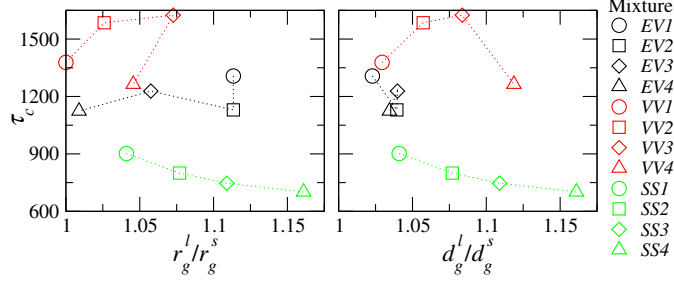 Mixture
EV1
EV2
EV3
EV4
VV1
VV2
VV3
VV4
SS1
SS2
SS3
SS4
τ_c
1500
1200
900
600
1 1.05 1.1 1.15
r_g^l/r_g^s
1 1.05 1.1 1.15
d_g^l/d_g^s